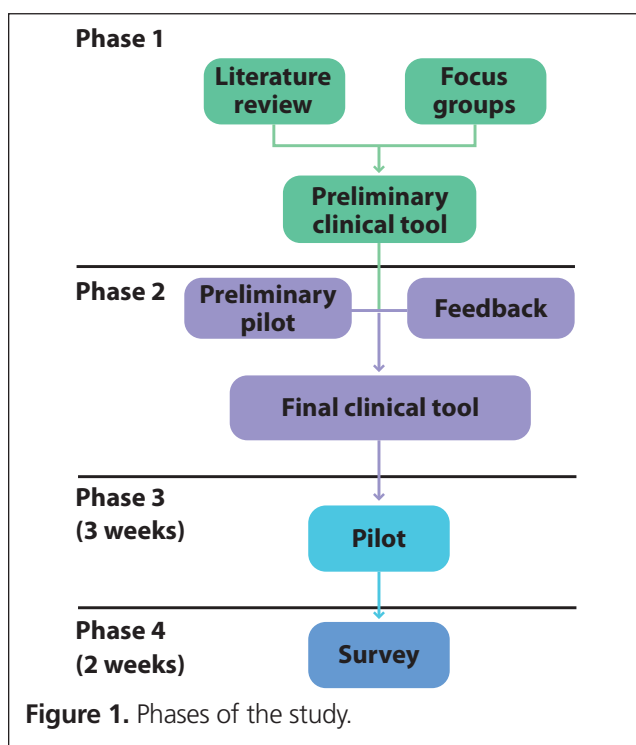 Phase 1
Literature
review
Focus
groups
Preliminary
clinical tool
Phase 2
Preliminary
pilot
Feedback
Final clinical tool
Phase 3
(3 weeks)
Pilot
Phase 4
(2 weeks)
Survey
Figure 1. Phases of the study.